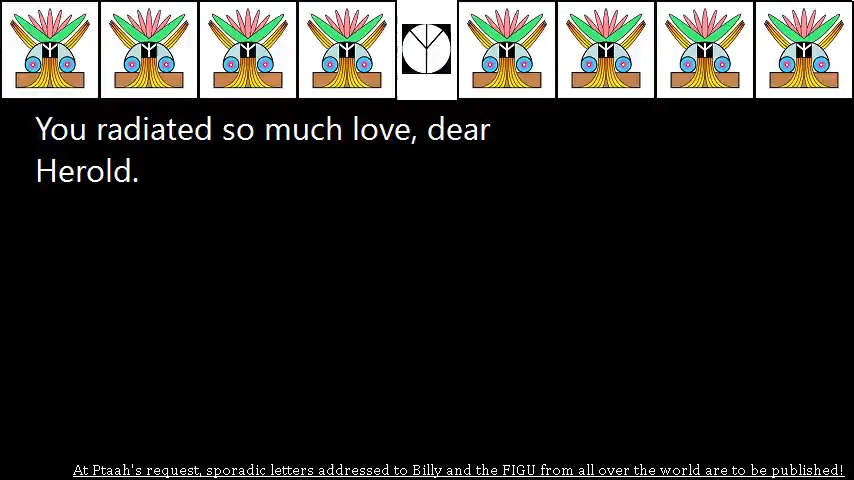 You radiated so much love, dear
Herold.
At Ptaah's request, sporadic letters addressed to Billy and the FIGU from all over the world are to be published!